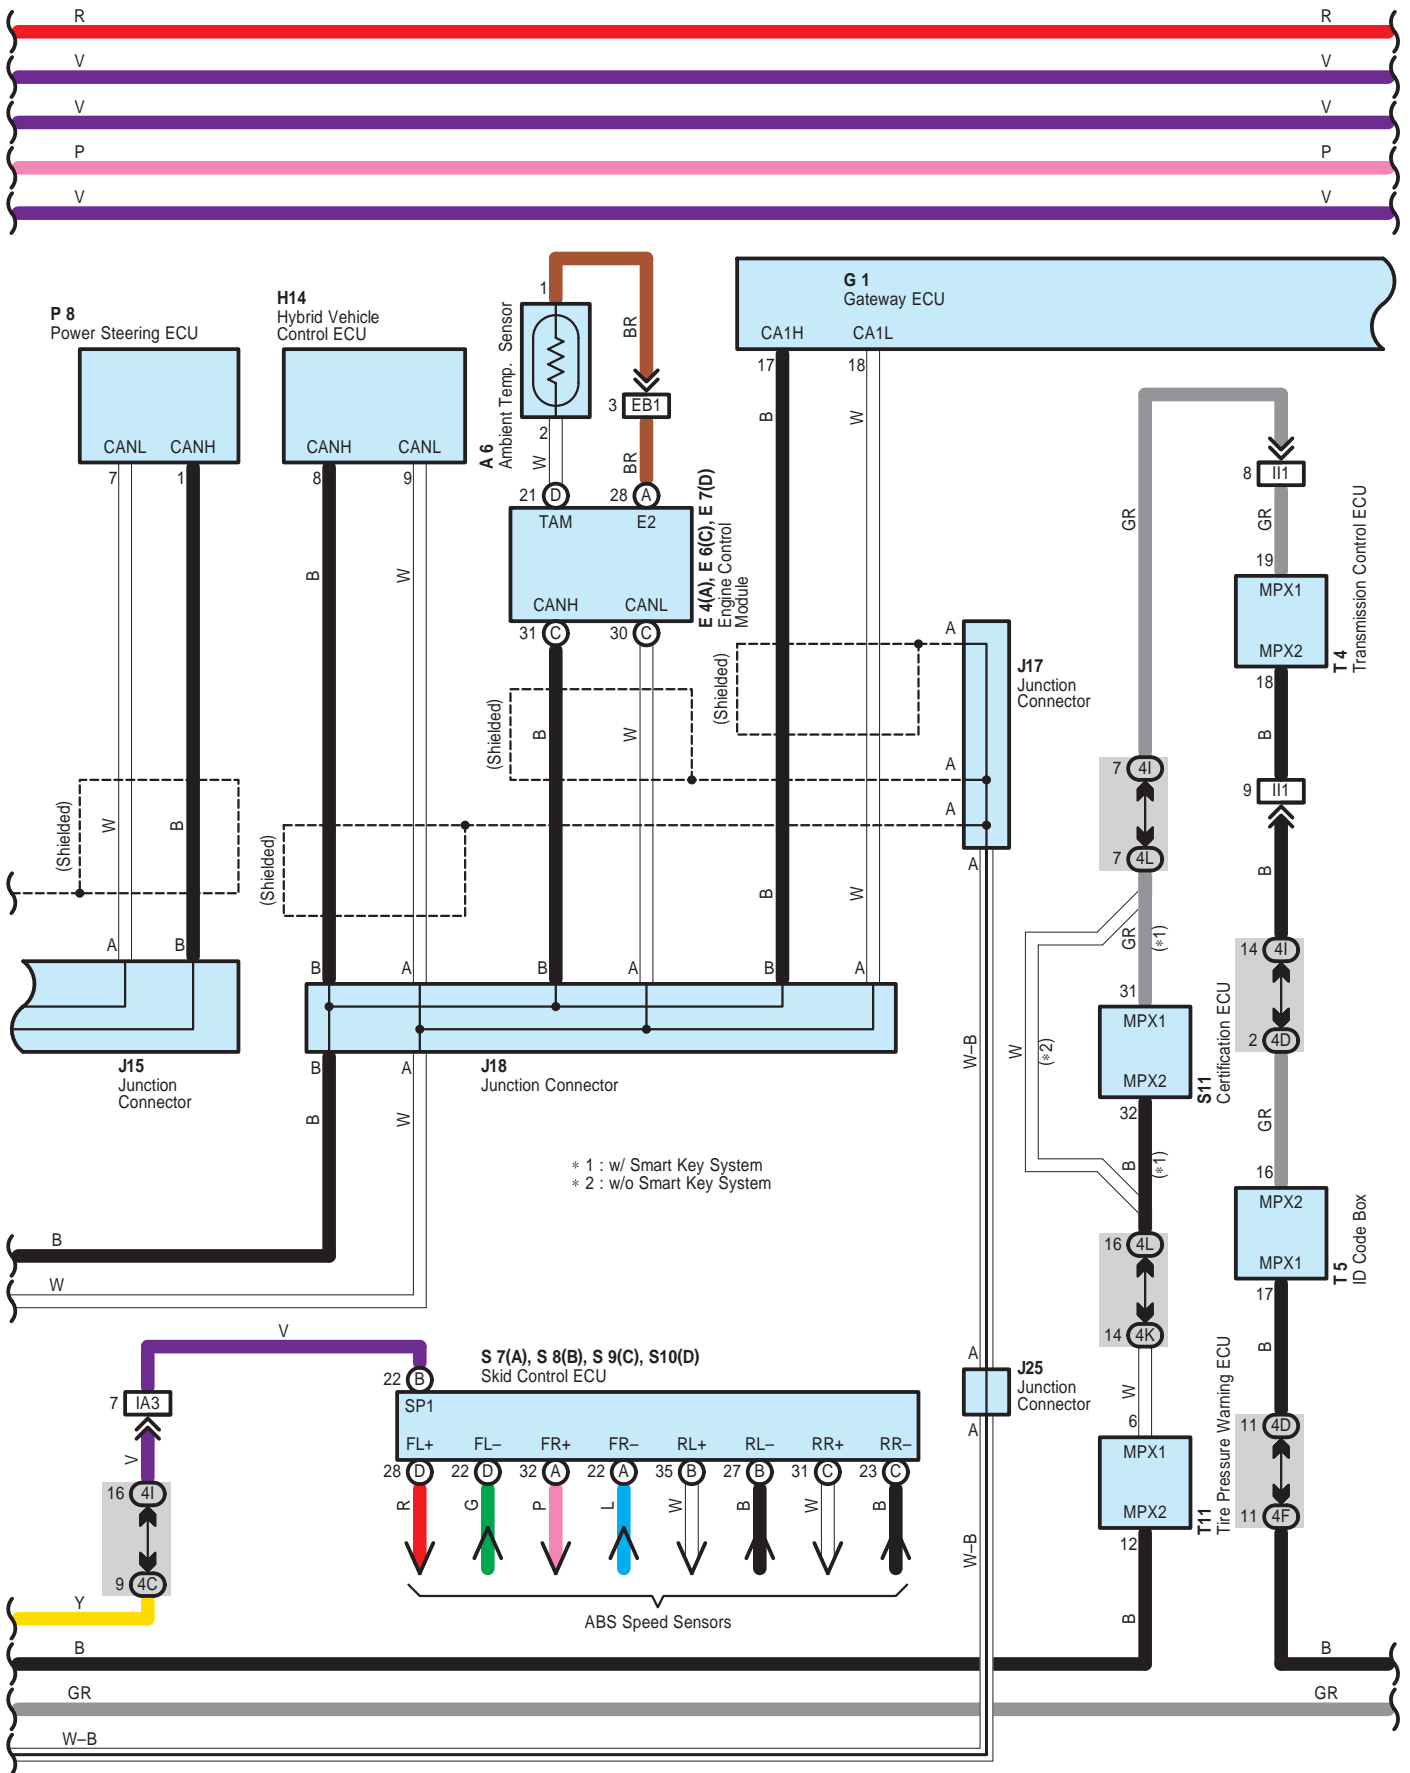 R R
V V
V V
P P
V V
P 8
Power Steering ECU
CANL CANH
7 1
H14
Hybrid Vehicle
Control ECU
CANH CANL
8 9
A 6
Ambient Temp. Sensor
1
2
W
BR
3 EB1
BR
21 D 28 A
TAM E2
CANH CANL
31 C 30 C
E 4(A), E 6(C), E 7(D)
Engine Control
Module
G 1
Gateway ECU
CA1H CA1L
17 18
B W
B W
(Shielded)
W B
A B
J15
Junction
Connector
(Shielded)
(Shielded)
B W
(Shielded)
B W
A
A
A
J17
Junction
Connector
A
B A B A B A
J18
Junction Connector
B A
B W
∗ 1 : w/ Smart Key System
∗ 2 : w/o Smart Key System
B
W
GR
8 II1
GR
19
MPX1
MPX2
T 4
Transmission Control ECU
18
B
9 II1
B
14 4I
2 4D
GR
16
MPX2
MPX1
T 5
ID Code Box
17
B
11 4D
11 4F
B
7 4I
7 4L
GR
(∗1)
31
MPX1
MPX2
S11
Certification ECU
32
B
(∗1)
W
(∗2)
16 4L
14 4K
W
6
MPX1
MPX2
T11
Tire Pressure Warning ECU
12
B
W–B
A
J25
Junction
Connector
A
W–B
V
7 IA3
V
16 4I
9 4C
Y
S 7(A), S 8(B), S 9(C), S10(D)
Skid Control ECU
22 B
SP1
FL+ FL– FR+ FR– RL+ RL– RR+ RR–
28 D 22 D 32 A 22 A 35 B 27 B 31 C 23 C
R G P L W B W B
ABS Speed Sensors
B
GR GR
W–B